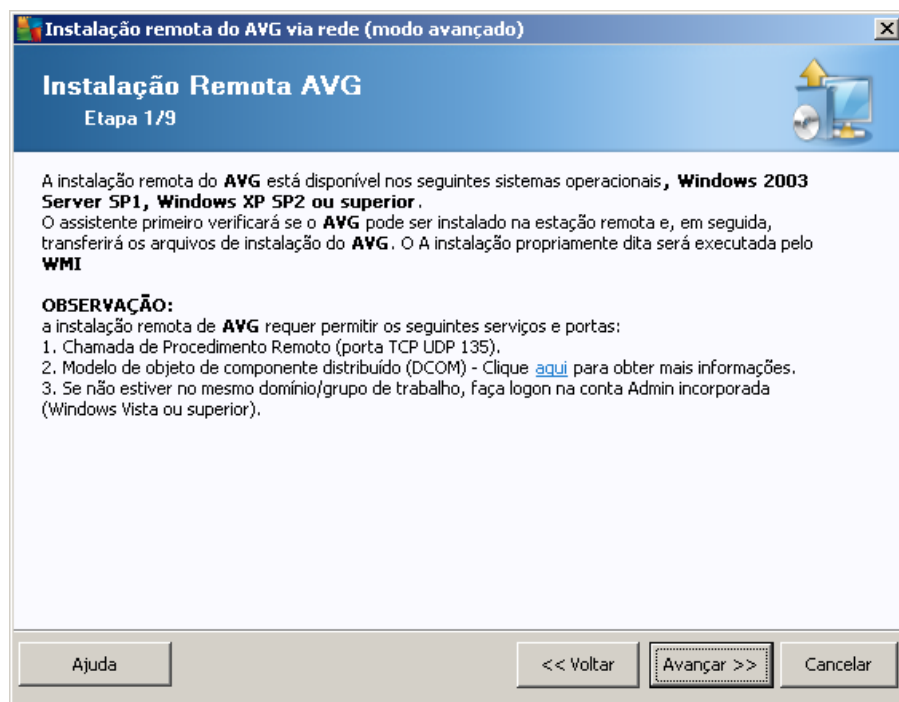 Instalação remota do AVG via rede (modo avançado)
Instalação Remota AVG
Etapa 1/9
A instalação remota do AVG está disponível nos seguintes sistemas operacionais, Windows 2003
Server SP1, Windows XP SP2 ou superior.
O assistente primeiro verificará se o AVG pode ser instalado na estação remota e, em seguida,
transferirá os arquivos de instalação do AVG. O A instalação propriamente dita será executada pelo
WMI
OBSERVAÇÃO:
a instalação remota de AVG requer permitir os seguintes serviços e portas:
1. Chamada de Procedimento Remoto (porta TCP UDP 135).
2. Modelo de objeto de componente distribuído (DCOM) - Clique aqui para obter mais informações.
3. Se não estiver no mesmo domínio/grupo de trabalho, faça logon na conta Admin incorporada
(Windows Vista ou superior).
Ajuda
<< Voltar
Avançar >>
Cancelar